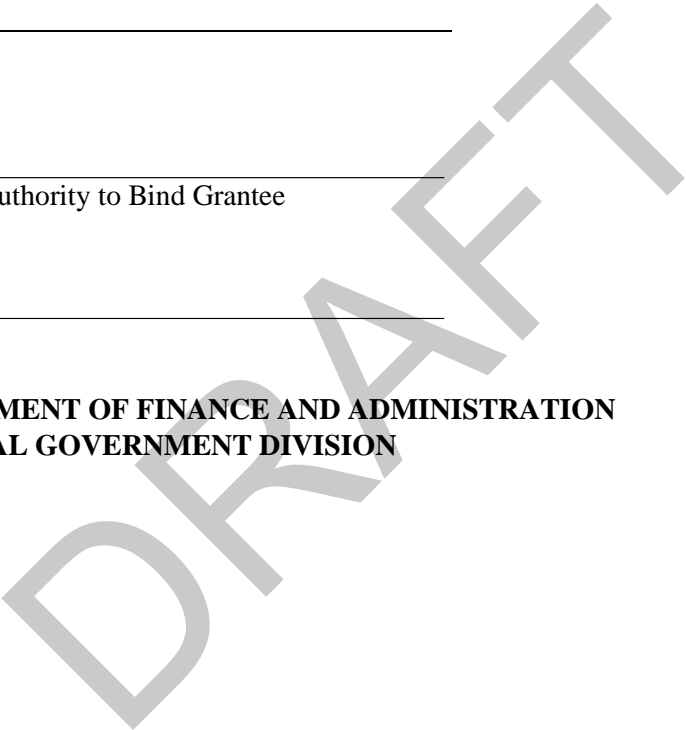 uthority to Bind Grantee
MENT OF FINANCE AND ADMINISTRATION
AL GOVERNMENT DIVISION
DRAFT